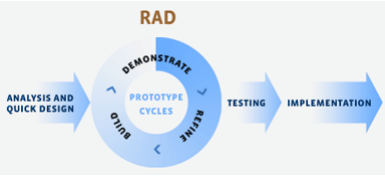 RAD
DEMONSTRATE
ANALYSIS AND
QUICK DESIGN
PROTOTYPE
CYCLES
BUILD
REFINE
TESTING
IMPLEMENTATION